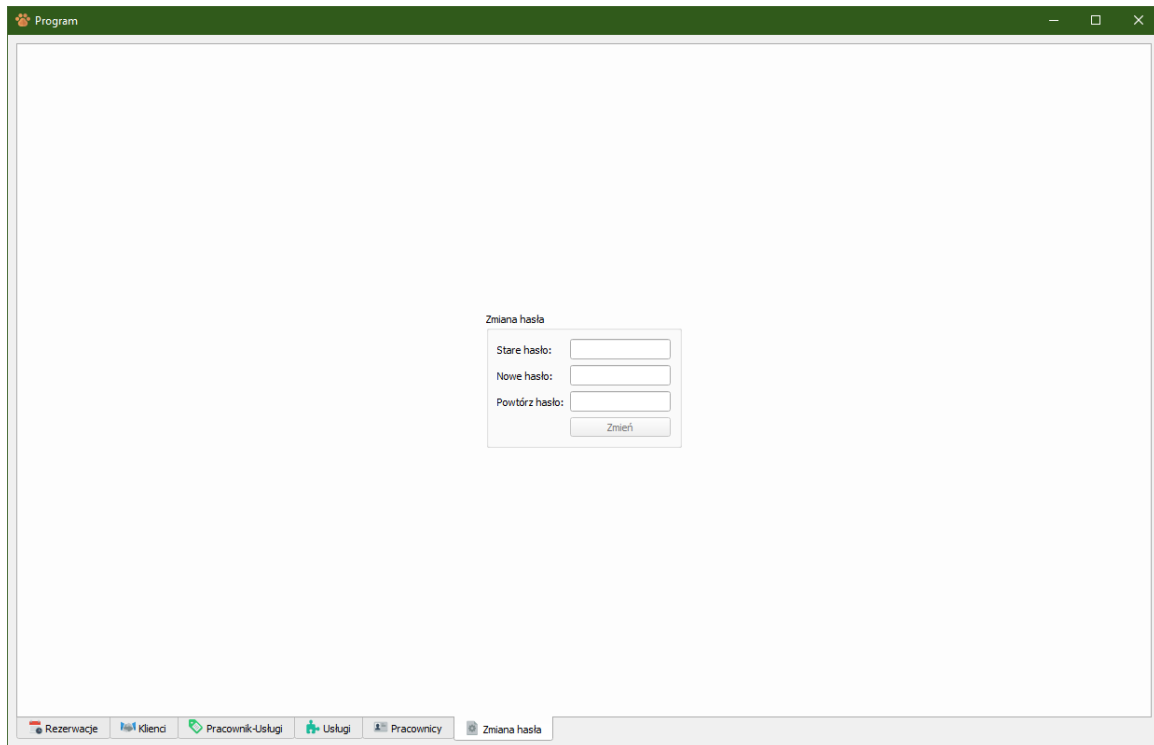 Program
Zmiana hasła
Stare hasło:
Nowe hasło:
Powtórz hasło:
Zmień
Rezerwacje Klienci Pracownik-Usługi Usługi Pracownicy Zmiana hasła